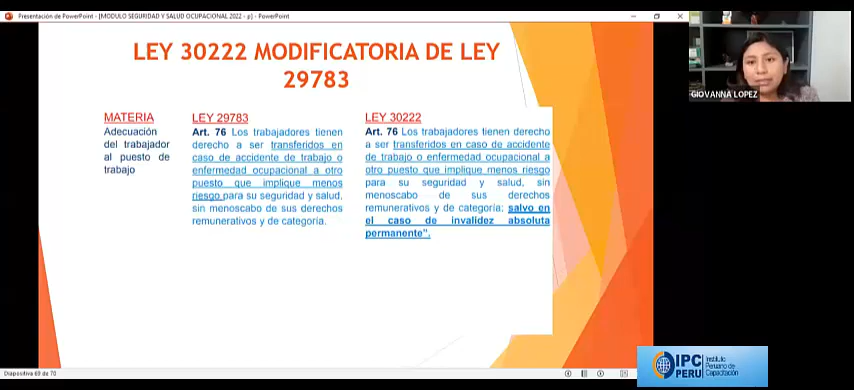 Presentación de PowerPoint - [MODULO SEGURIDAD Y SALUD OCUPACIONAL 2022 - p] - PowerPoint
LEY 30222 MODIFICATORIA DE LEY
29783
MATERIA
Adecuación
del trabajador
al puesto de
trabajo
LEY 29783
Art. 76 Los trabajadores tienen
derecho a ser transferidos en
caso de accidente de trabajo o
enfermedad ocupacional a otro
puesto que implique menos
riesgo para su seguridad y salud,
sin menoscabo de sus derechos
remunerativos y de categoría.
LEY 30222
Art. 76 Los trabajadores tienen derecho
a ser transferidos en caso de accidente
de trabajo o enfermedad ocupacional a
otro puesto que implique menos riesgo
para su seguridad y salud, sin
menoscabo de sus derechos
remunerativos y de categoría; salvo en
el caso de invalidez absoluta
permanente".
Diapositiva 69 de 70
GIOVANNA LOPEZ
IPC
PERU
Instituto
Peruano de
Capacitación